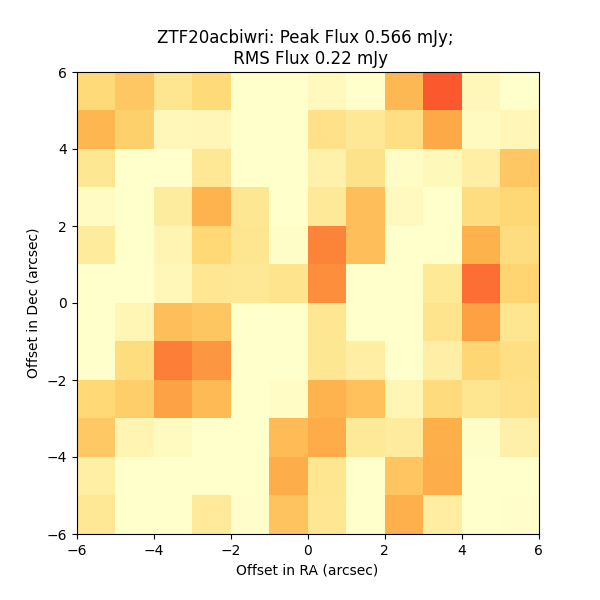 ZTF20acbiwri: Peak Flux 0.566 mJy;
RMS Flux 0.22 mJy
6
4
2
0
−2
−4
−6
Offset in Dec (arcsec)
−6 −4 −2 0 2 4 6
Offset in RA (arcsec)